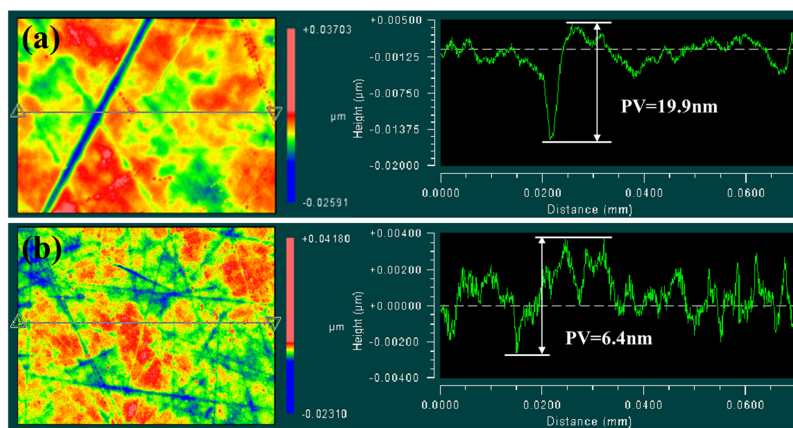 (a)
+0.03703
µm
-0.02591
Height (µm)
+0.00500
-0.00125
-0.00750
-0.01375
-0.02000
PV=19.9nm
0.0000
0.0200
0.0400
0.0600
Distance (mm)
(b)
+0.04180
µm
-0.02310
Height (µm)
+0.00400
+0.00200
+0.00000
-0.00200
-0.00400
PV=6.4nm
0.0000
0.0200
0.0400
0.0600
Distance (mm)